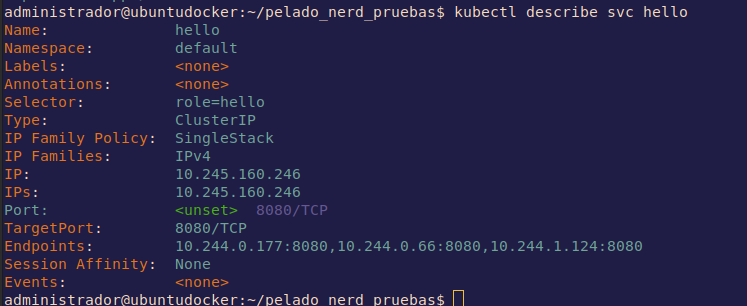 administrador@ubuntudocker:~/pelado_nerd_pruebas$ kubectl describe svc hello
Name:              hello
Namespace:         default
Labels:            <none>
Annotations:       <none>
Selector:          role=hello
Type:              ClusterIP
IP Family Policy:  SingleStack
IP Families:       IPv4
IP:                10.245.160.246
IPs:               10.245.160.246
Port:              <unset>  8080/TCP
TargetPort:        8080/TCP
Endpoints:         10.244.0.177:8080,10.244.0.66:8080,10.244.1.124:8080
Session Affinity:  None
Events:            <none>
administrador@ubuntudocker:~/pelado_nerd_pruebas$